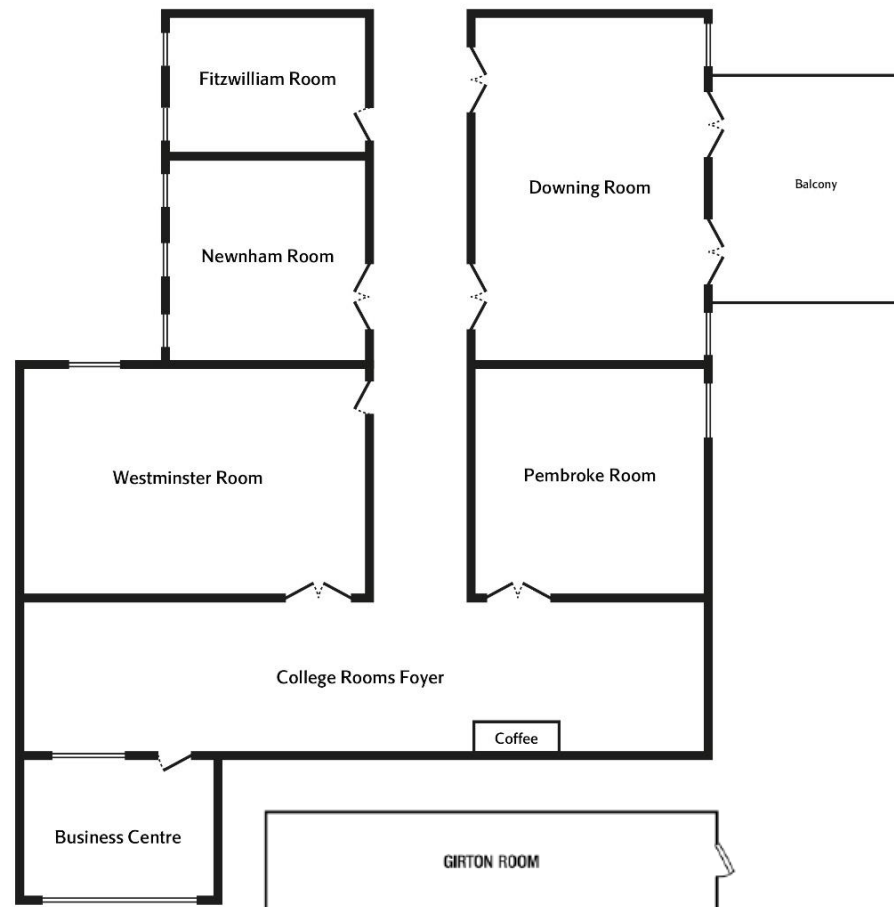 Fitzwilliam Room
Downing Room
Balcony
Newnham Room
Westminster Room
Pembroke Room
College Rooms Foyer
Coffee
Business Centre
GIRTON ROOM